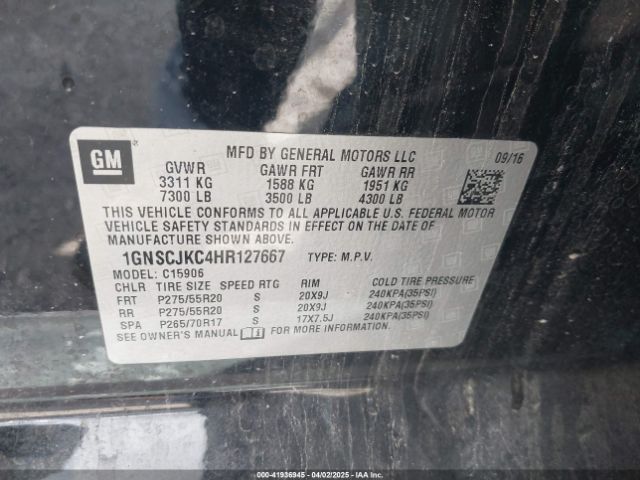 GM
MFD BY GENERAL MOTORS LLC 09/16
GVWR GAWR FRT GAWR RR
3311 KG 1588 KG 1951 KG
7300 LB 3500 LB 4300 LB
THIS VEHICLE CONFORMS TO ALL APPLICABLE U.S. FEDERAL MOTOR
VEHICLE SAFETY STANDARDS IN EFFECT ON THE DATE OF
MANUFACTURE SHOWN ABOVE.
1GNSCJKC4HR127667 TYPE: M.P.V.
MODEL: C15906
CHLR TIRE SIZE SPEED RTG RIM COLD TIRE PRESSURE
FRT P275/55R20 S 20X9J 240KPA(35PSI)
RR P275/55R20 S 20X9J 240KPA(35PSI)
SPA P265/70R17 S 17X7.5J 240KPA(35PSI)
SEE OWNER'S MANUAL FOR MORE INFORMATION
000-41936945 04/02/2025 COPYRIGHT IAA